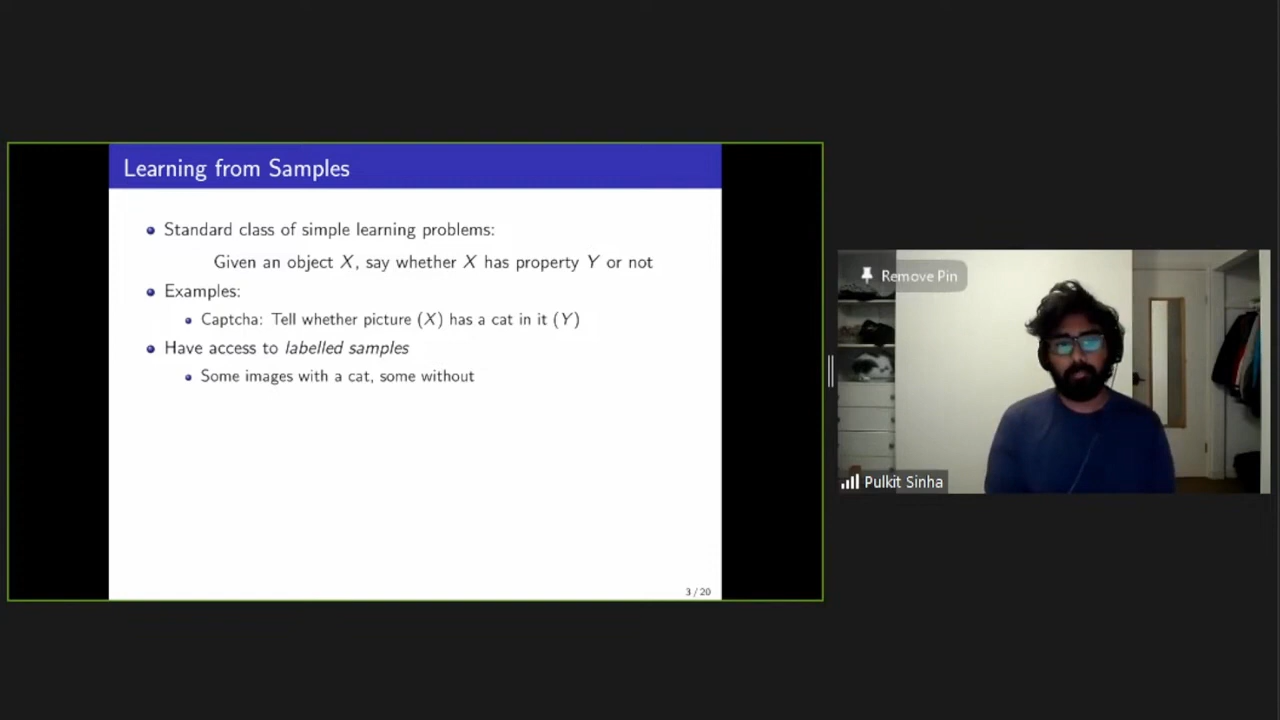 Learning from Samples
Standard class of simple learning problems:
Given an object X, say whether X has property Y or not
Examples:
Captcha: Tell whether picture (X) has a cat in it (Y)
Have access to labelled samples
Some images with a cat, some without
3 / 20
Remove Pin
Pulkit Sinha